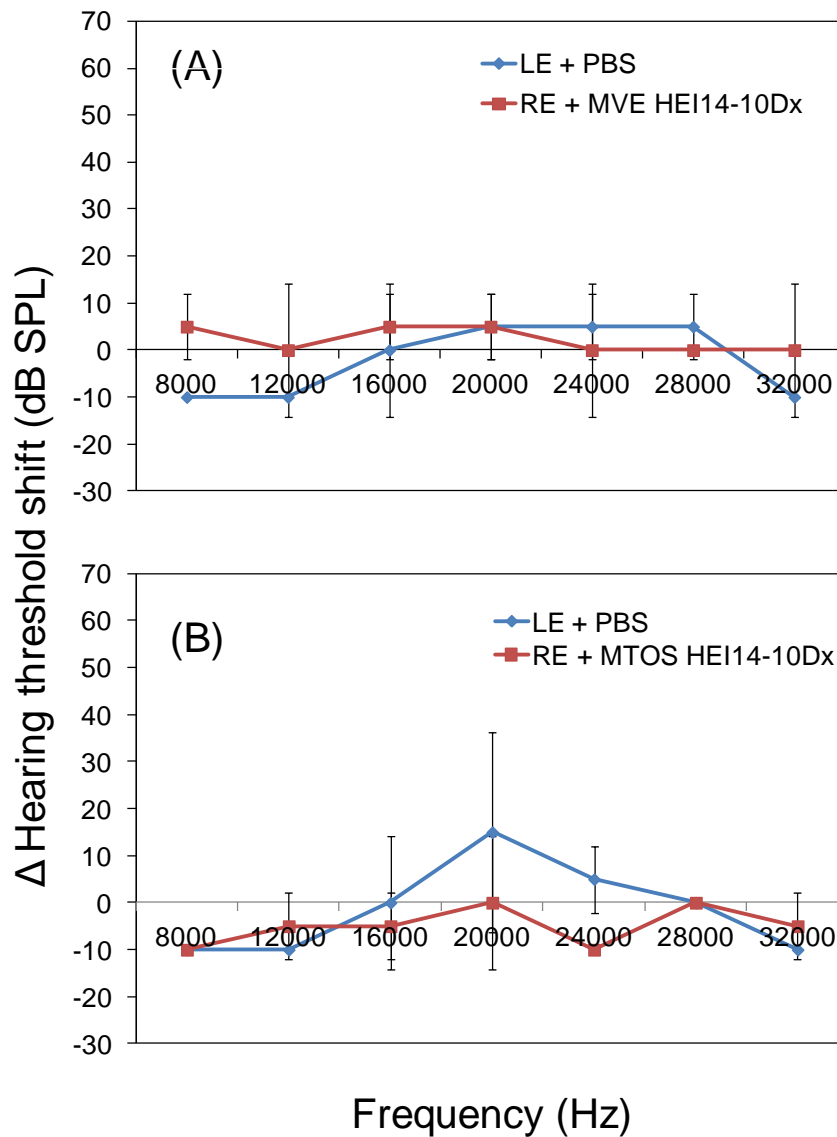 Δ Hearing threshold shift (dB SPL)
70
60
50
40
30
20
10
0
-10
-20
-30
(A)
LE + PBS
RE + MVE HEI14-10Dx
8000 12000 16000 20000 24000 28000 32000
70
60
50
40
30
20
10
0
-10
-20
-30
(B)
LE + PBS
RE + MTOS HEI14-10Dx
8000 12000 16000 20000 24000 28000 32000
Frequency (Hz)